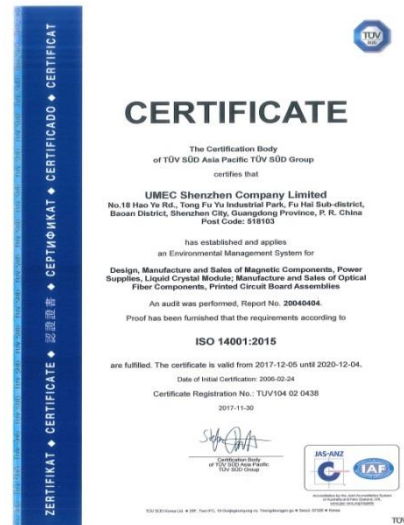 TÜV
SÜD
ZERTIFIKAT ◆ CERTIFICATE ◆ 認證證書 ◆ СЕРТИФИКАТ ◆ CERTIFICADO ◆ CERTIFICAT
CERTIFICATE
The Certification Body
of TÜV SÜD Asia Pacific TÜV SÜD Group
certifies that
UMEC Shenzhen Company Limited
No.18 Hao Ye Rd., Tong Fu Yu Industrial Park, Fu Hai Sub-district,
Baoan District, Shenzhen City, Guangdong Province, P. R. China
Post Code: 518103
has established and applies
an Environmental Management System for
Design, Manufacture and Sales of Magnetic Components, Power
Supplies, Liquid Crystal Module; Manufacture and Sales of Optical
Fiber Components, Printed Circuit Board Assemblies
An audit was performed, Report No. 20040404.
Proof has been furnished that the requirements according to
ISO 14001:2015
are fulfilled. The certificate is valid from 2017-12-05 until 2020-12-04.
Date of Initial Certification: 2006-02-24
Certificate Registration No.: TUV104 02 0438
2017-11-30
Certification Body
of TÜV SÜD Asia Pacific
TÜV SÜD Group
JAS-ANZ
IAF
TÜV